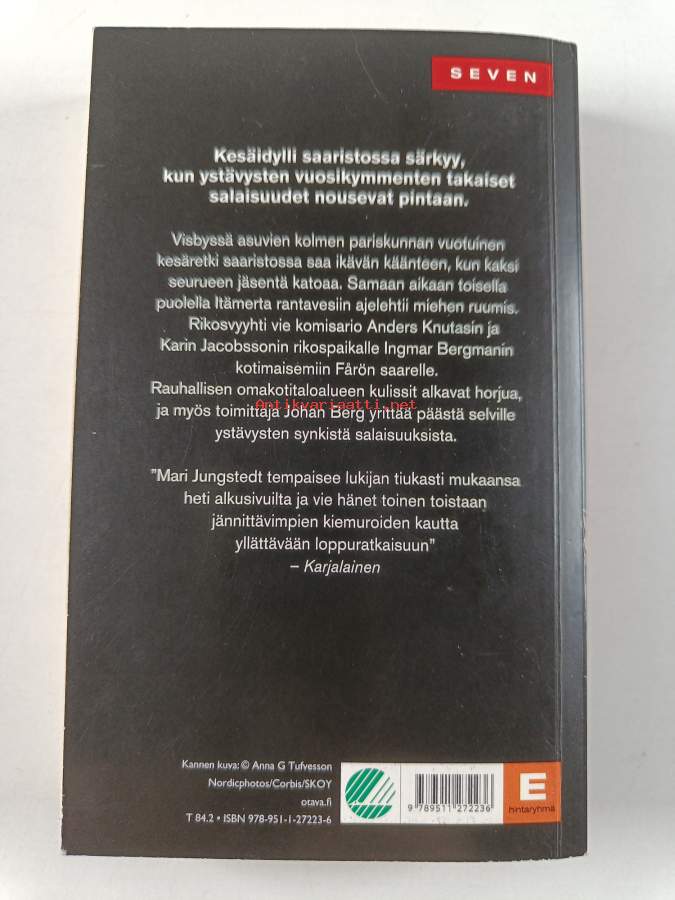 SEVEN
Kesäidylli saaristossa särkyy,
kun ystävysten vuosikymmenten takaiset
salaisuudet nousevat pintaan.
Visbyssä asuvien kolmen pariskunnan vuotuinen
kesäretki saaristossa saa ikävän käänteen, kun kaksi
seurueen jäsentä katoaa. Samaan aikaan toisella
puolella Itämerta rantavesiin ajelehtii miehen ruumis.
Rikosvyyhti vie komisario Anders Knutasin ja
Karin Jacobssonin rikospaikalle Ingmar Bergmanin
kotimaisemiin Fårön saarelle.
Rauhallisen omakotitaloalueen kulissit alkavat horjua,
Antikvariaatti.net
ja myös toimittaja Johan Berg yrittää päästä selville
ystävysten synkistä salaisuuksista.
"Mari Jungstedt tempaisee lukijan tiukasti mukaansa
heti alkusivuilta ja vie hänet toinen toistaan
jännittävimpien kiemuroiden kautta
yllättävään loppuratkaisuun"
– Karjalainen
Kannen kuva: © Anna G Tufvesson
Nordicphotos/Corbis/SKOY
otava.fi
T 84.2 • ISBN 978-951-1-27223-6
9 789511 272236
E
hintaryhmä